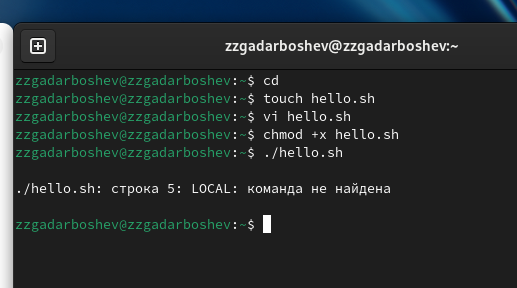 zzgadarboshev@zzgadarboshev:~
zzgadarboshev@zzgadarboshev:~$ cd
zzgadarboshev@zzgadarboshev:~$ touch hello.sh
zzgadarboshev@zzgadarboshev:~$ vi hello.sh
zzgadarboshev@zzgadarboshev:~$ chmod +x hello.sh
zzgadarboshev@zzgadarboshev:~$ ./hello.sh
./hello.sh: строка 5: LOCAL: команда не найдена
zzgadarboshev@zzgadarboshev:~$